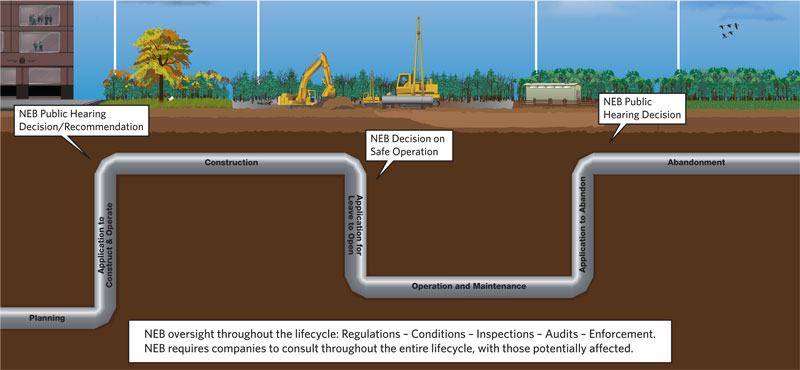 NEB Public Hearing
Decision/Recommendation
NEB Decision on
Safe Operation
NEB Public
Hearing Decision
Planning
Application to
Construct & Operate
Construction
Application for
Leave to Open
Operation and Maintenance
Application to Abandon
Abandonment
NEB oversight throughout the lifecycle: Regulations – Conditions – Inspections – Audits – Enforcement.
NEB requires companies to consult throughout the entire lifecycle, with those potentially affected.